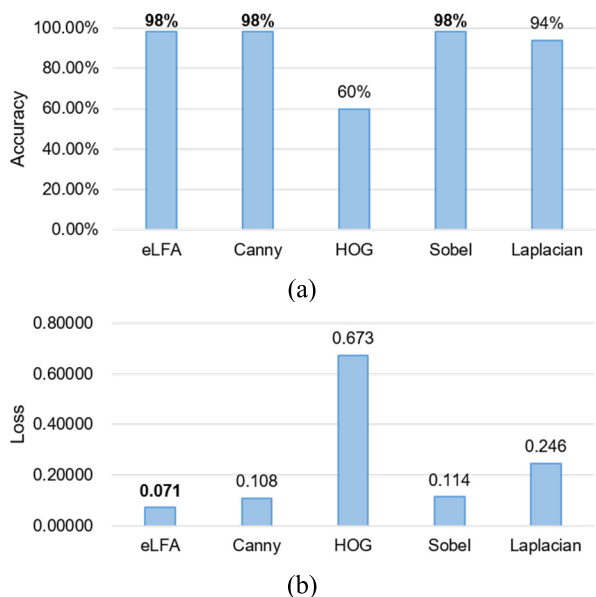 98% 98% 98% 94%
100.00%
80.00%
60%
60.00%
40.00%
20.00%
0.00%
Accuracy
eLFA Canny HOG Sobel Laplacian
(a)
0.80000
0.673
0.60000
0.40000
0.246
0.20000
0.071 0.108 0.114
0.00000
Loss
eLFA Canny HOG Sobel Laplacian
(b)